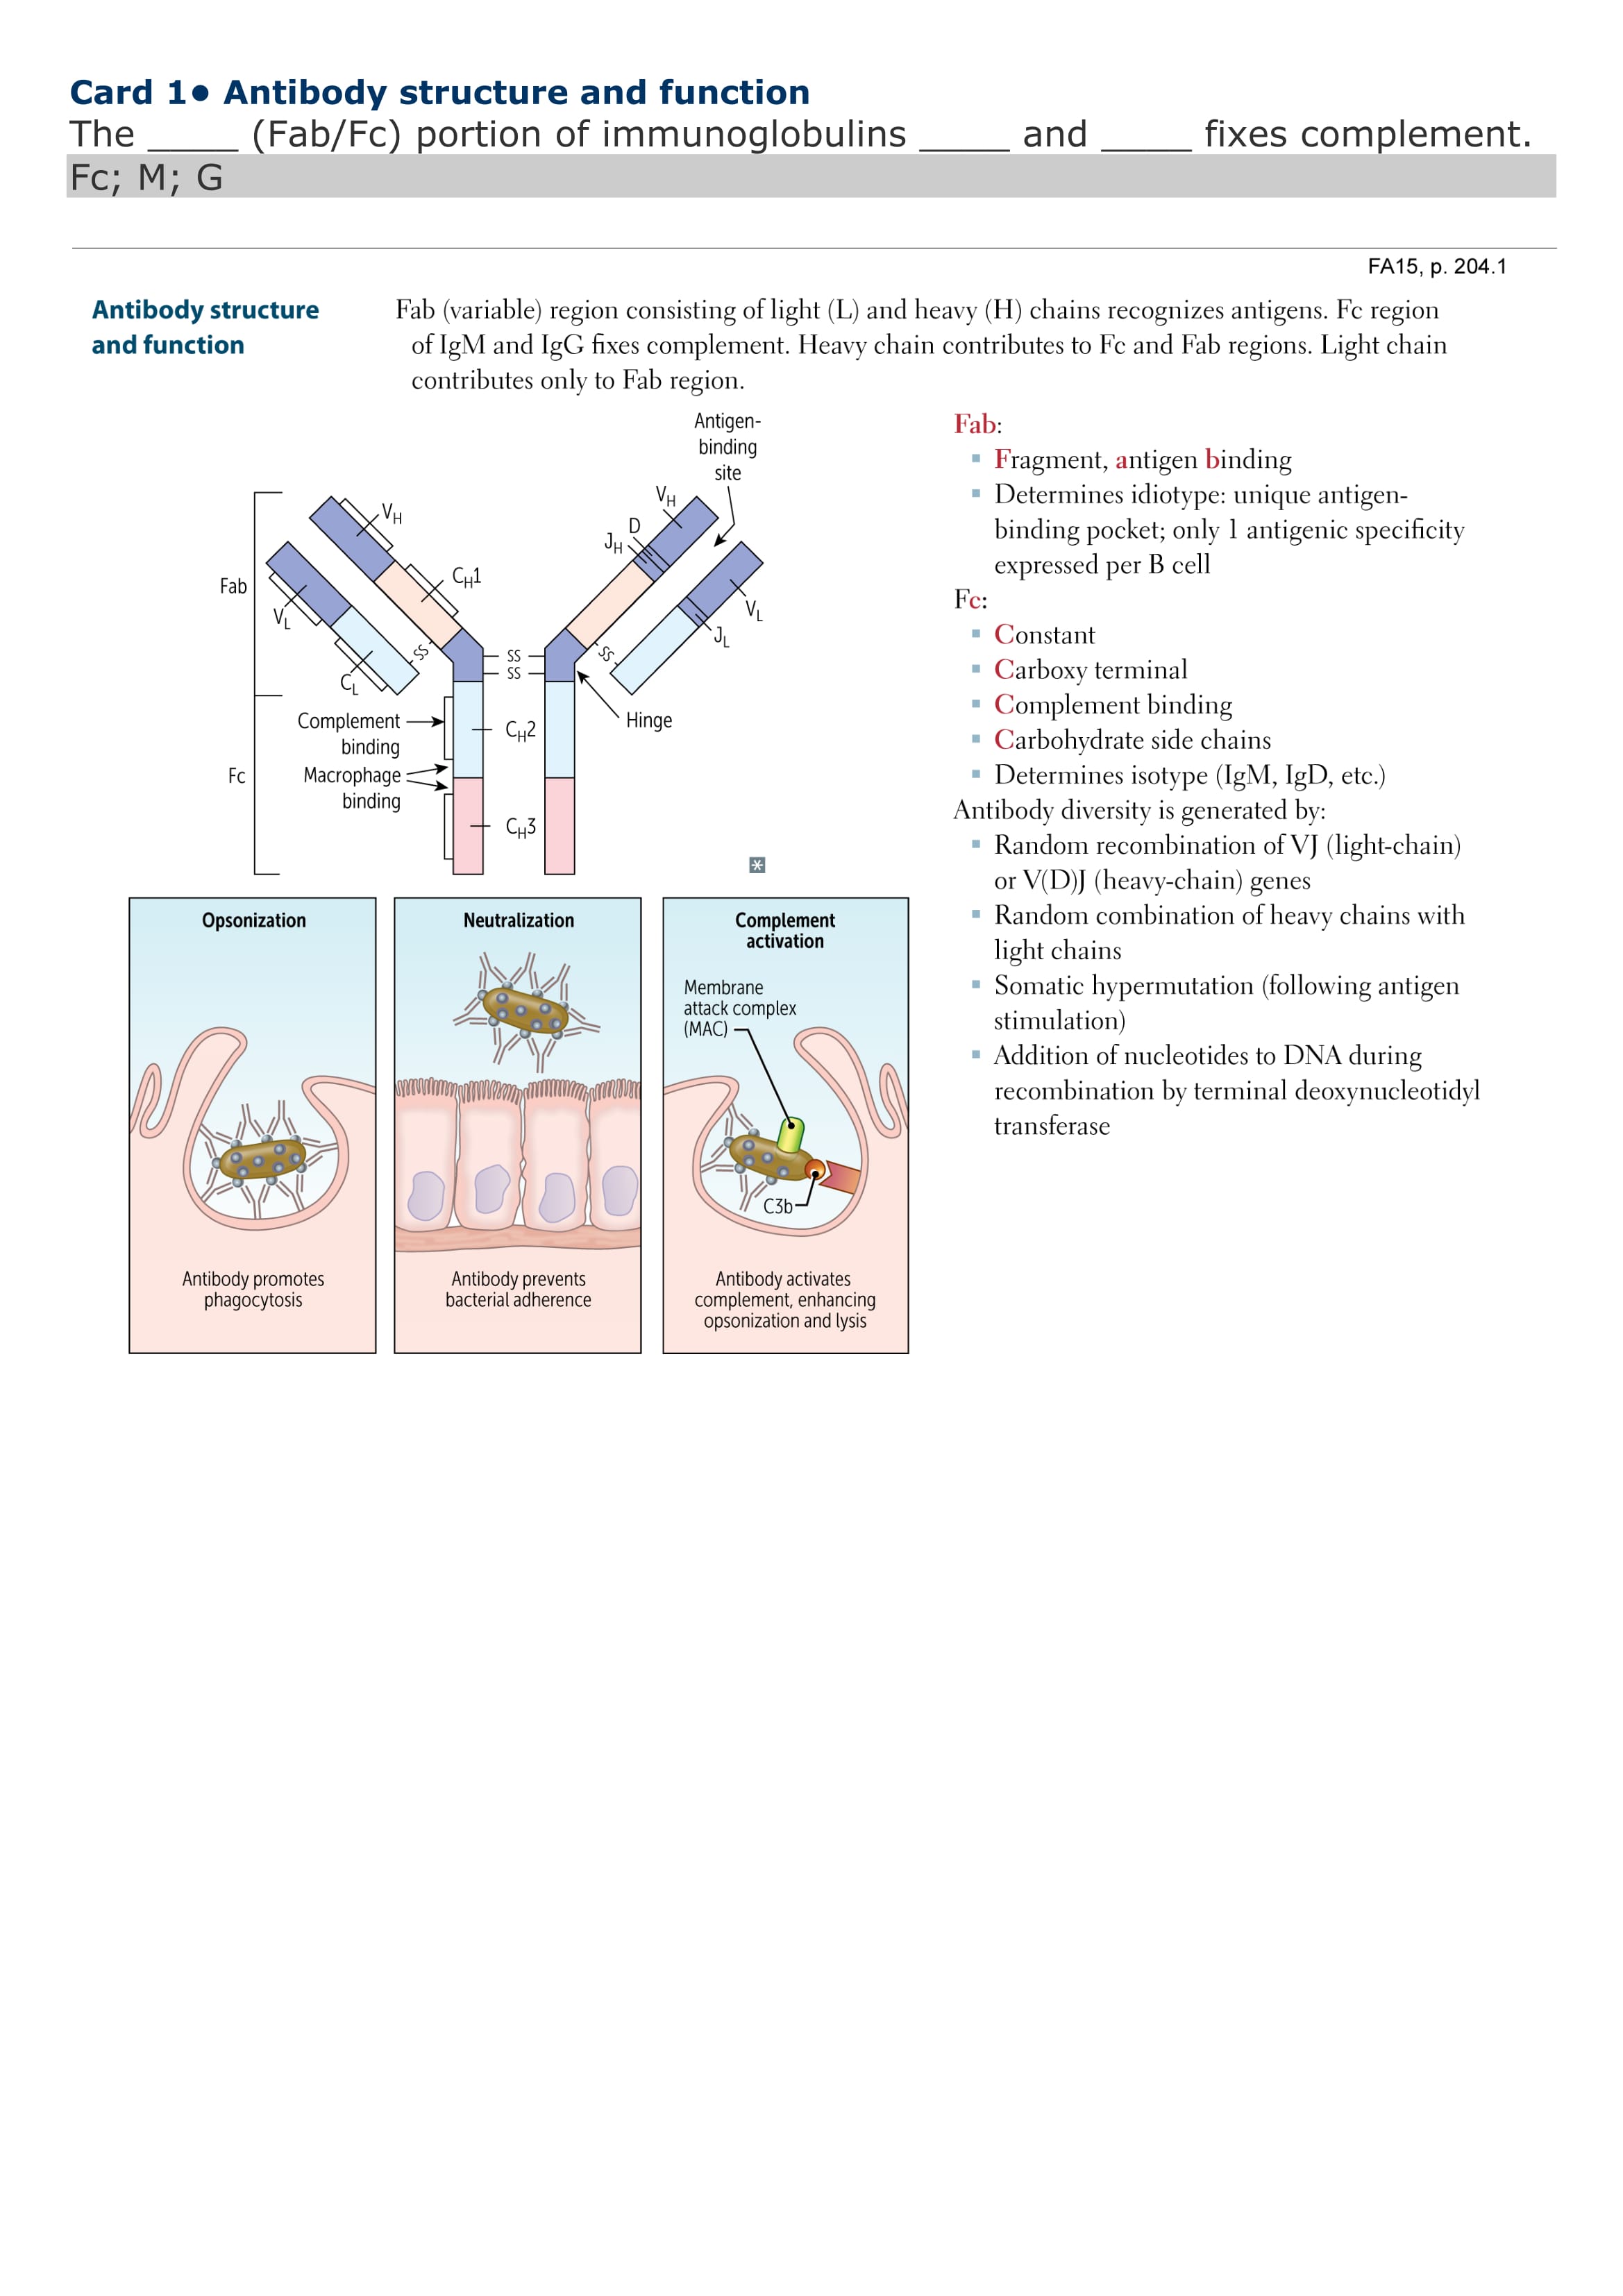 Card 1• Antibody structure and function
The _____ (Fab/Fc) portion of immunoglobulins _____ and _____ fixes complement.
Fc; M; G
FA15, p. 204.1
Antibody structure
and function
Fab (variable) region consisting of light (L) and heavy (H) chains recognizes antigens. Fc region
of IgM and IgG fixes complement. Heavy chain contributes to Fc and Fab regions. Light chain
contributes only to Fab region.
Antigen-
binding
site
VH
D
JH
VH
CH1
Fab
VL
VL
JL
SS
SS
SS
SS
CL
Hinge
Complement
binding
CH2
Fc
Macrophage
binding
CH3
*
Fab:
▪ Fragment, antigen binding
▪ Determines idiotype: unique antigen-
binding pocket; only 1 antigenic specificity
expressed per B cell
Fc:
▪ Constant
▪ Carboxy terminal
▪ Complement binding
▪ Carbohydrate side chains
▪ Determines isotype (IgM, IgD, etc.)
Antibody diversity is generated by:
▪ Random recombination of VJ (light-chain)
or V(D)J (heavy-chain) genes
▪ Random combination of heavy chains with
light chains
▪ Somatic hypermutation (following antigen
stimulation)
▪ Addition of nucleotides to DNA during
recombination by terminal deoxynucleotidyl
transferase
Opsonization
Antibody promotes
phagocytosis
Neutralization
Antibody prevents
bacterial adherence
Complement
activation
Membrane
attack complex
(MAC)
C3b
Antibody activates
complement, enhancing
opsonization and lysis